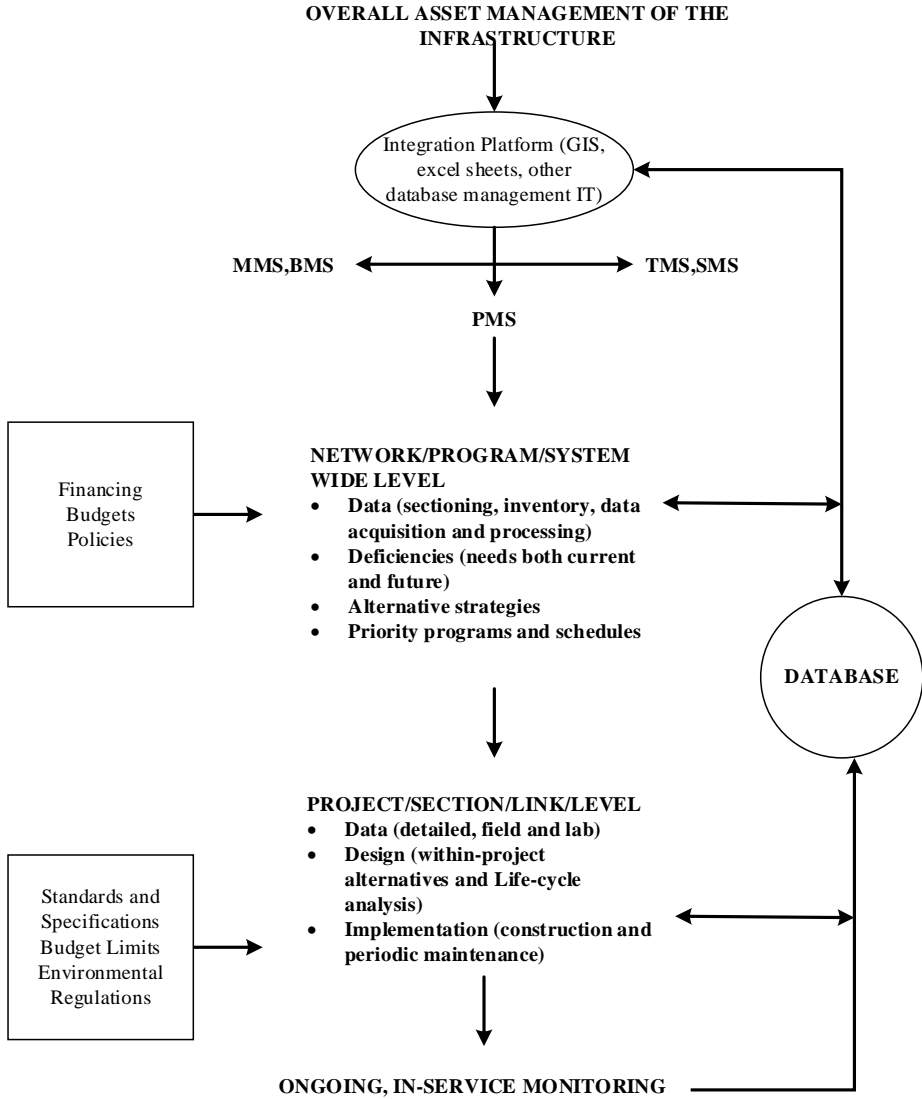 OVERALL ASSET MANAGEMENT OF THE
INFRASTRUCTURE
Integration Platform (GIS,
excel sheets, other
database management IT)
MMS,BMS
TMS,SMS
PMS
Financing
Budgets
Policies
NETWORK/PROGRAM/SYSTEM
WIDE LEVEL
• Data (sectioning, inventory, data
acquisition and processing)
• Deficiencies (needs both current
and future)
• Alternative strategies
• Priority programs and schedules
DATABASE
PROJECT/SECTION/LINK/LEVEL
• Data (detailed, field and lab)
• Design (within-project
alternatives and Life-cycle
analysis)
• Implementation (construction and
periodic maintenance)
Standards and
Specifications
Budget Limits
Environmental
Regulations
ONGOING, IN-SERVICE MONITORING